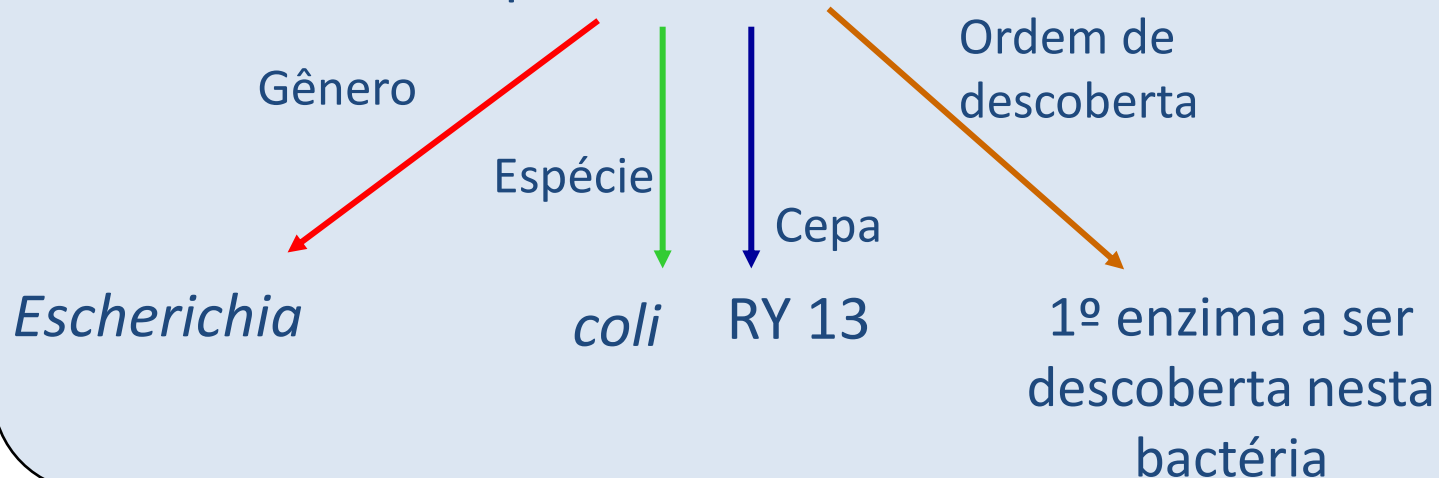 Ordem de
descoberta
Gênero
Espécie
Cepa
Escherichia
coli
RY 13
1º enzima a ser
descoberta nesta
bactéria